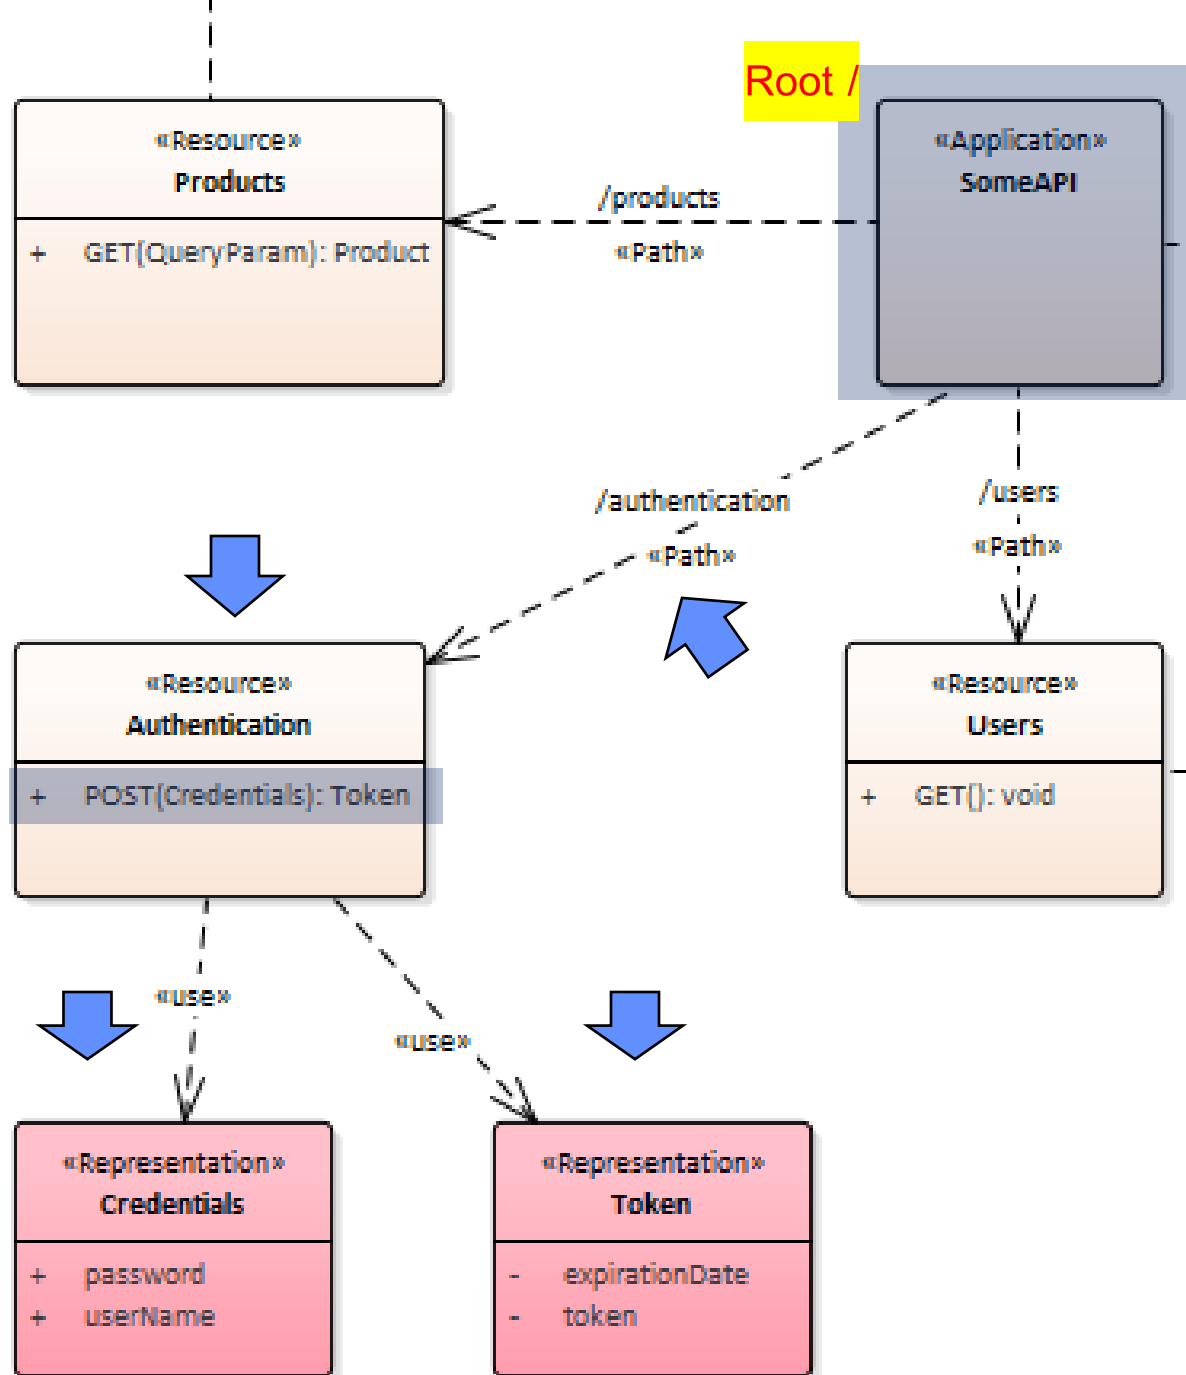 Root /
«Resource»
Products
+ GET(QueryParam): Product
/products
«Path»
«Application»
SomeAPI
/authentication
«Path»
/users
«Path»
«Resource»
Authentication
+ POST(Credentials): Token
«Resource»
Users
+ GET(): void
«use»
«use»
«Representation»
Credentials
+ password
+ userName
«Representation»
Token
- expirationDate
- token